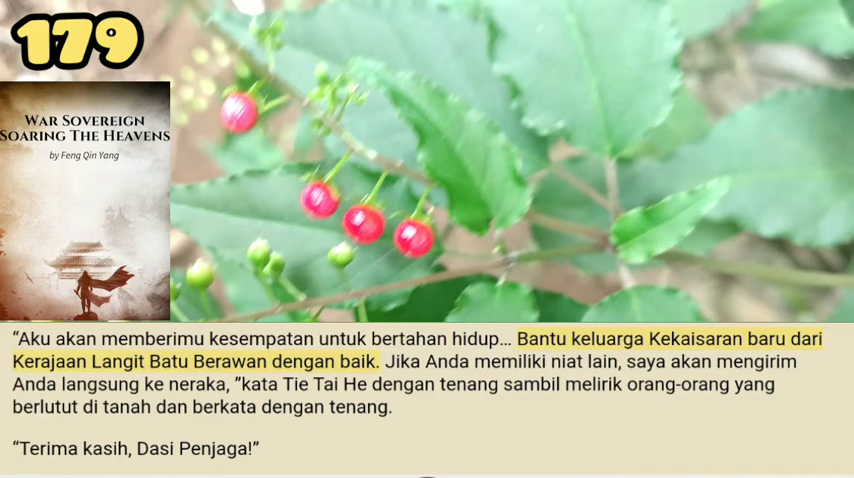 179
WAR SOVEREIGN
SOARING THE HEAVENS
by Feng Qin Yang
“Aku akan memberimu kesempatan untuk bertahan hidup... Bantu keluarga Kekaisaran baru dari
Kerajaan Langit Batu Berawan dengan baik. Jika Anda memiliki niat lain, saya akan mengirim
Anda langsung ke neraka, ”kata Tie Tai He dengan tenang sambil melirik orang-orang yang
berlutut di tanah dan berkata dengan tenang.
“Terima kasih, Dasi Penjaga!”